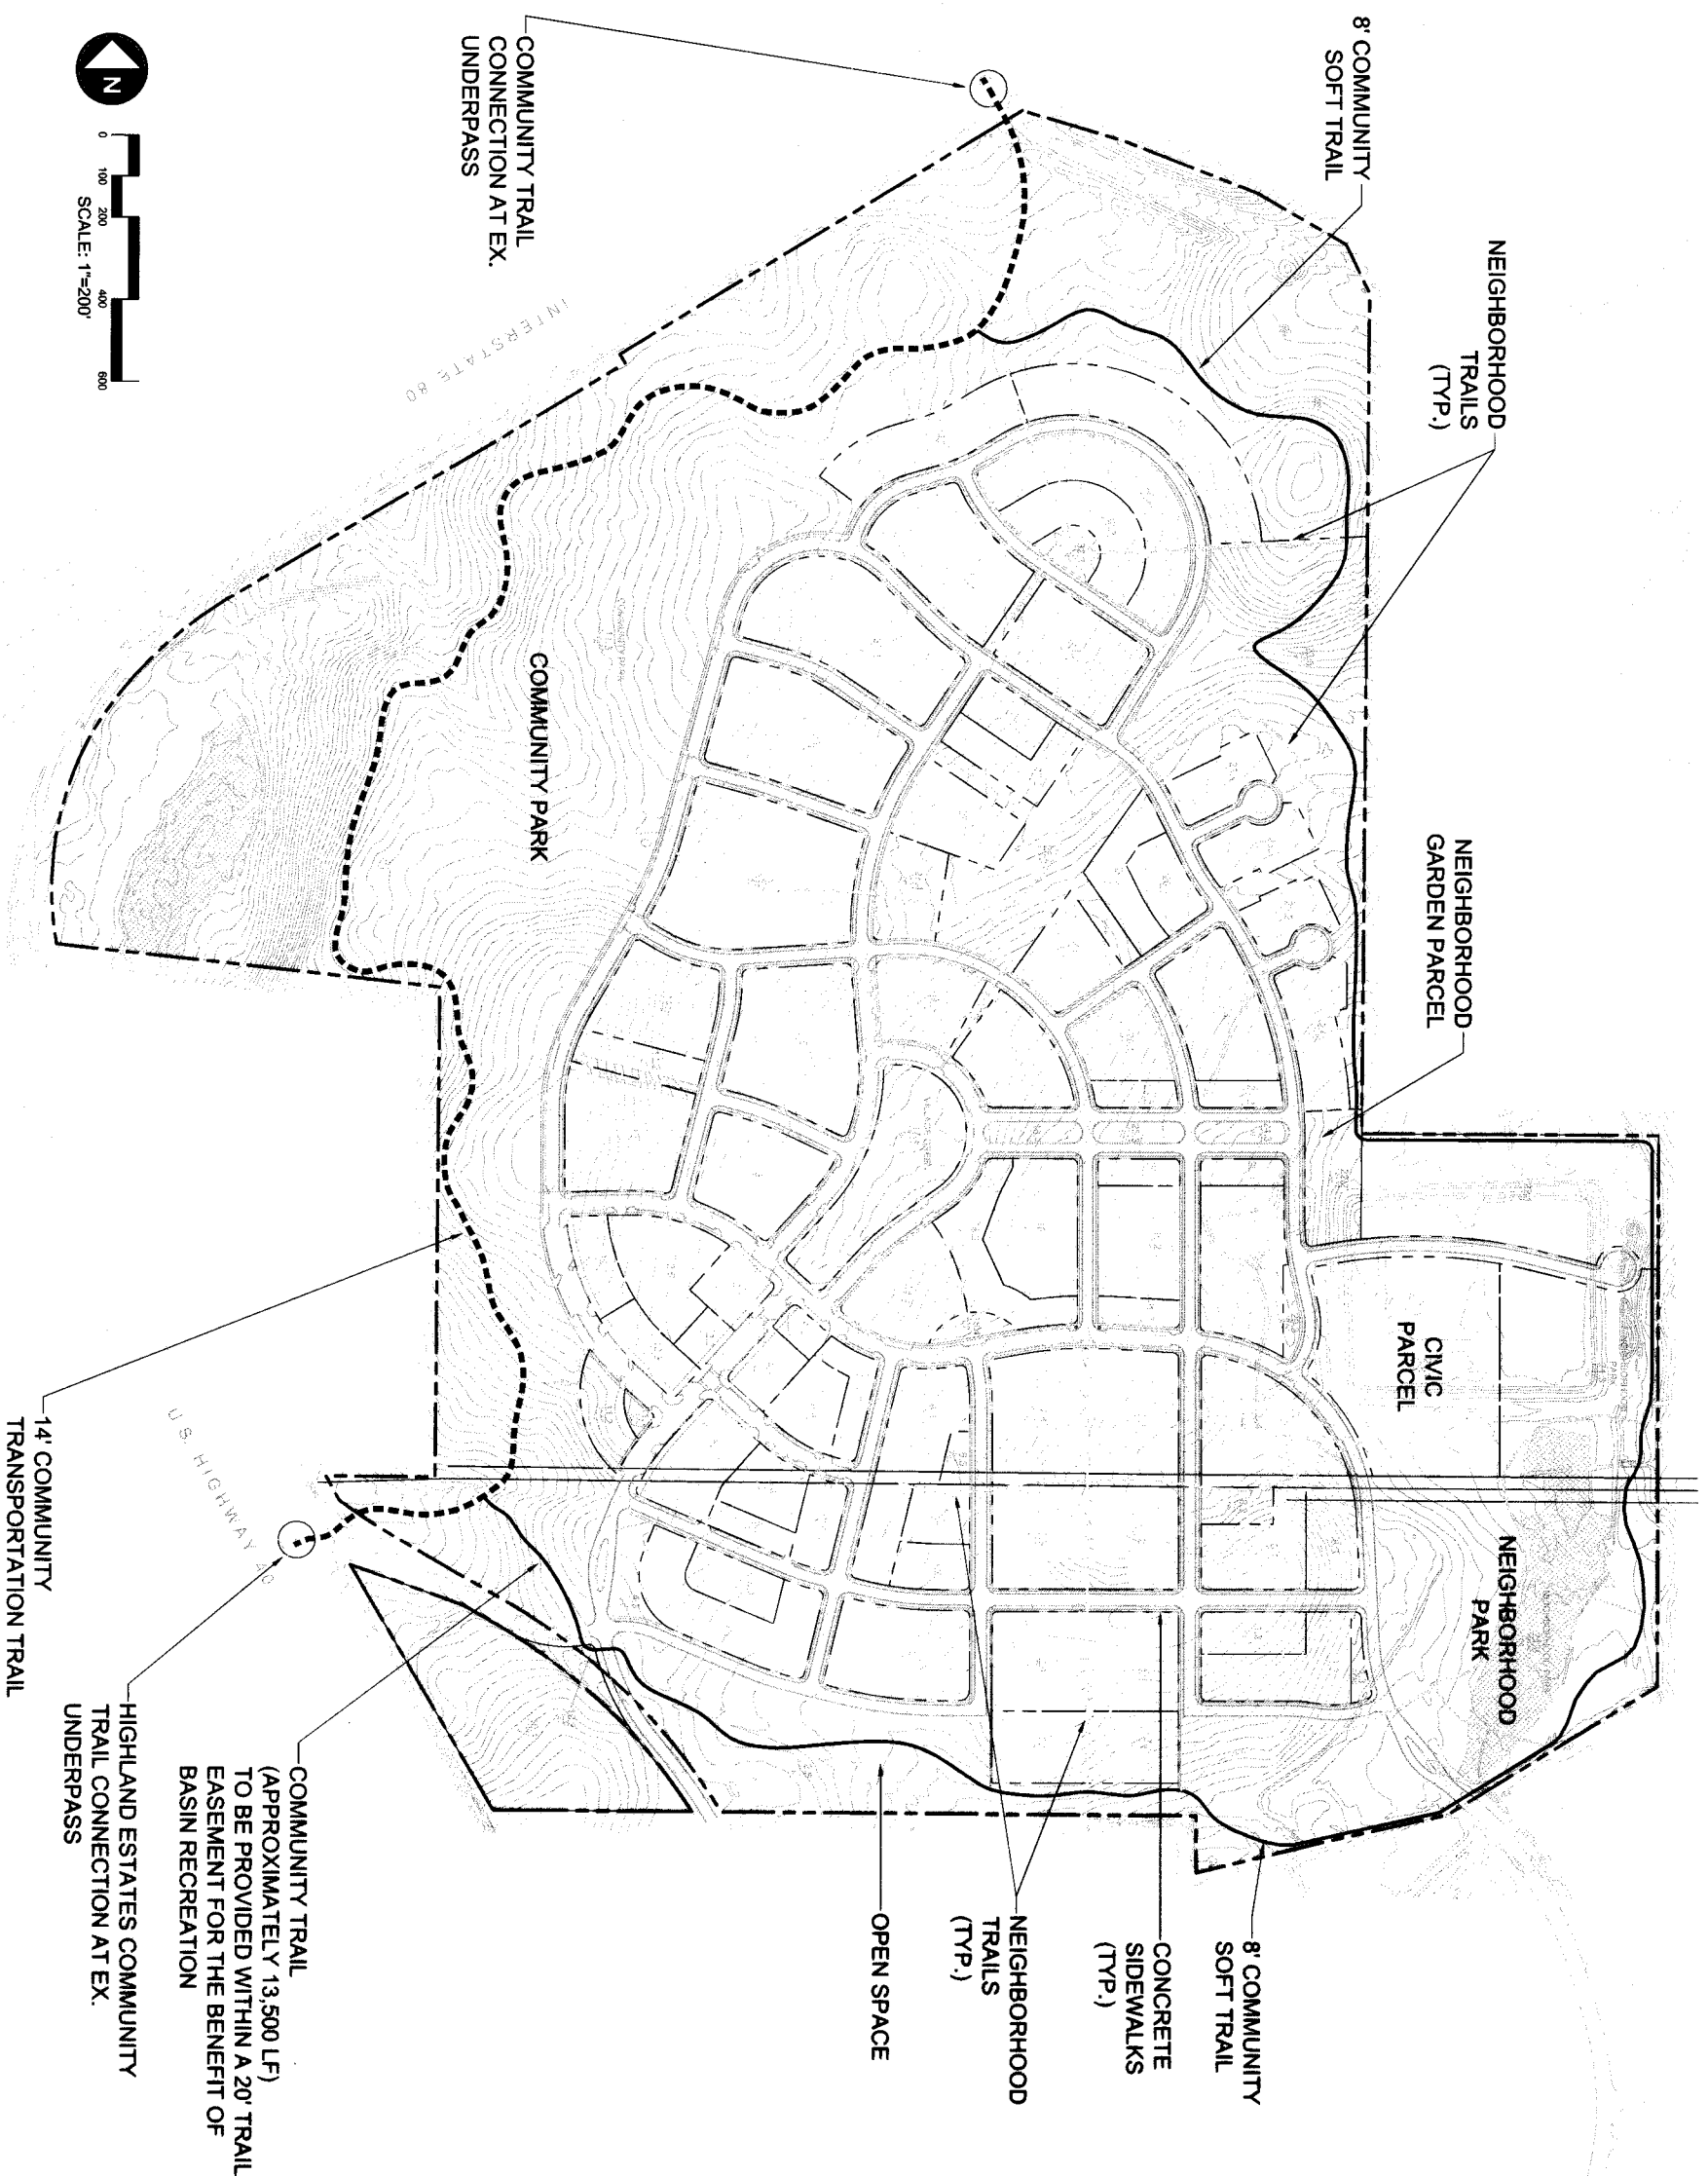 8' COMMUNITY
SOFT TRAIL
NEIGHBORHOOD
TRAILS
(TYP.)
NEIGHBORHOOD
GARDEN PARCEL
COMMUNITY TRAIL
CONNECTION AT EX.
UNDERPASS
INTERSTATE 80
COMMUNITY PARK
CIVIC
PARCEL
PARK
NEIGHBORHOOD
PARK
8' COMMUNITY
SOFT TRAIL
CONCRETE
SIDEWALKS
(TYP.)
NEIGHBORHOOD
TRAILS
(TYP.)
OPEN SPACE
COMMUNITY TRAIL
(APPROXIMATELY 13,500 LF)
TO BE PROVIDED WITHIN A 20' TRAIL
EASEMENT FOR THE BENEFIT OF
BASIN RECREATION
HIGHLAND ESTATES COMMUNITY
TRAIL CONNECTION AT EX.
UNDERPASS
U.S. HIGHWAY 40
14' COMMUNITY
TRANSPORTATION TRAIL
N
0 100 200 400 600
SCALE: 1"=200'